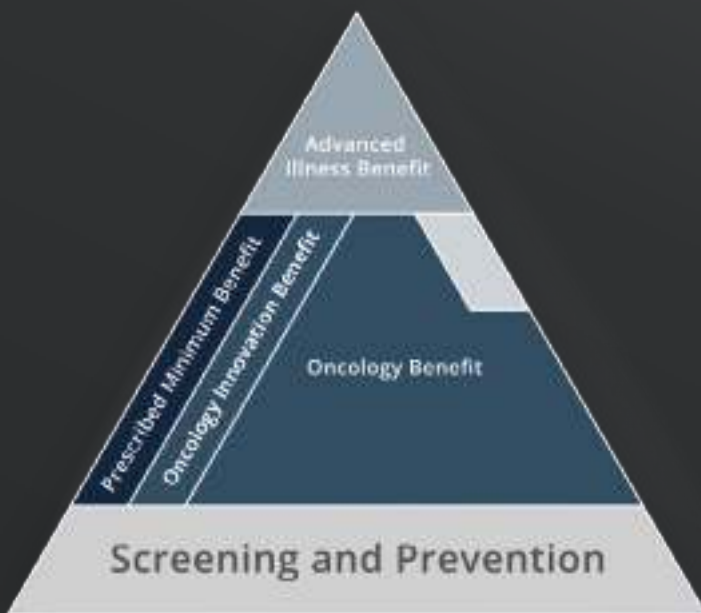 Advanced
Illness Benefit
Prescribed Minimum Benefit
Oncology Innovation Benefit
Oncology Benefit
Screening and Prevention